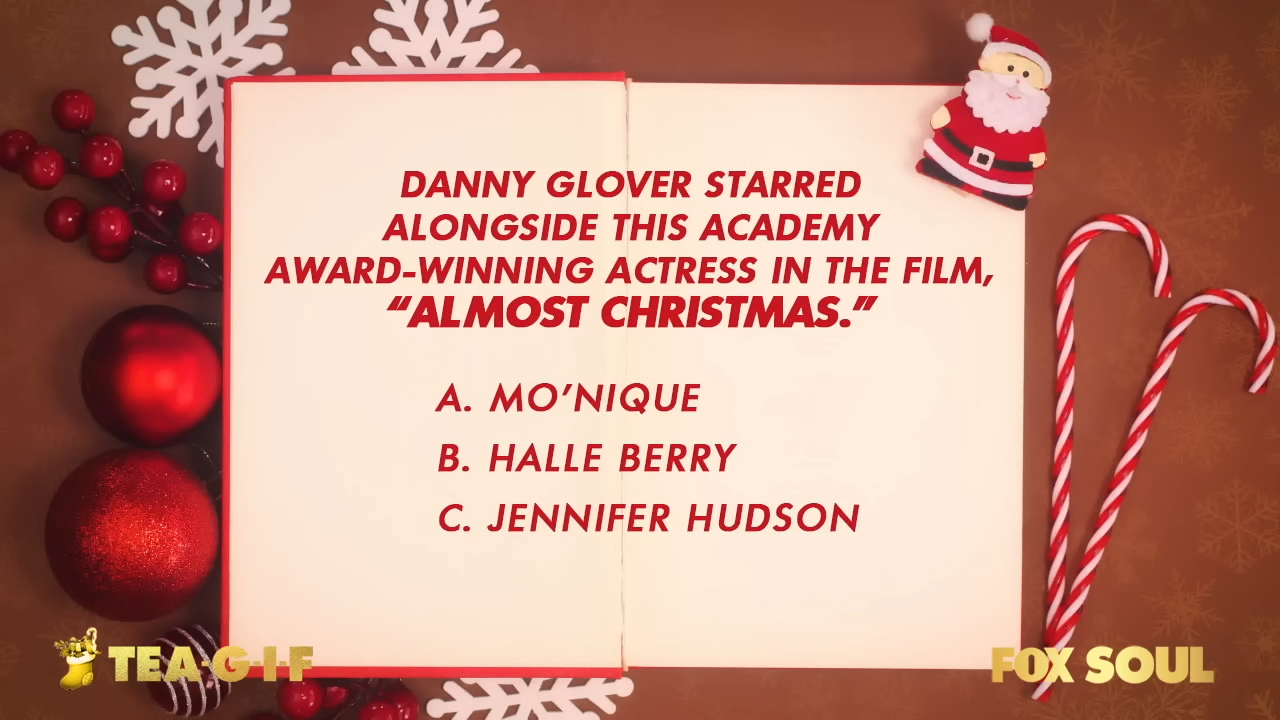 DANNY GLOVER STARRED
ALONGSIDE THIS ACADEMY
AWARD-WINNING ACTRESS IN THE FILM,
“ALMOST CHRISTMAS.”
A. MO’NIQUE
B. HALLE BERRY
C. JENNIFER HUDSON
TEA·G·I·F
FOX SOUL